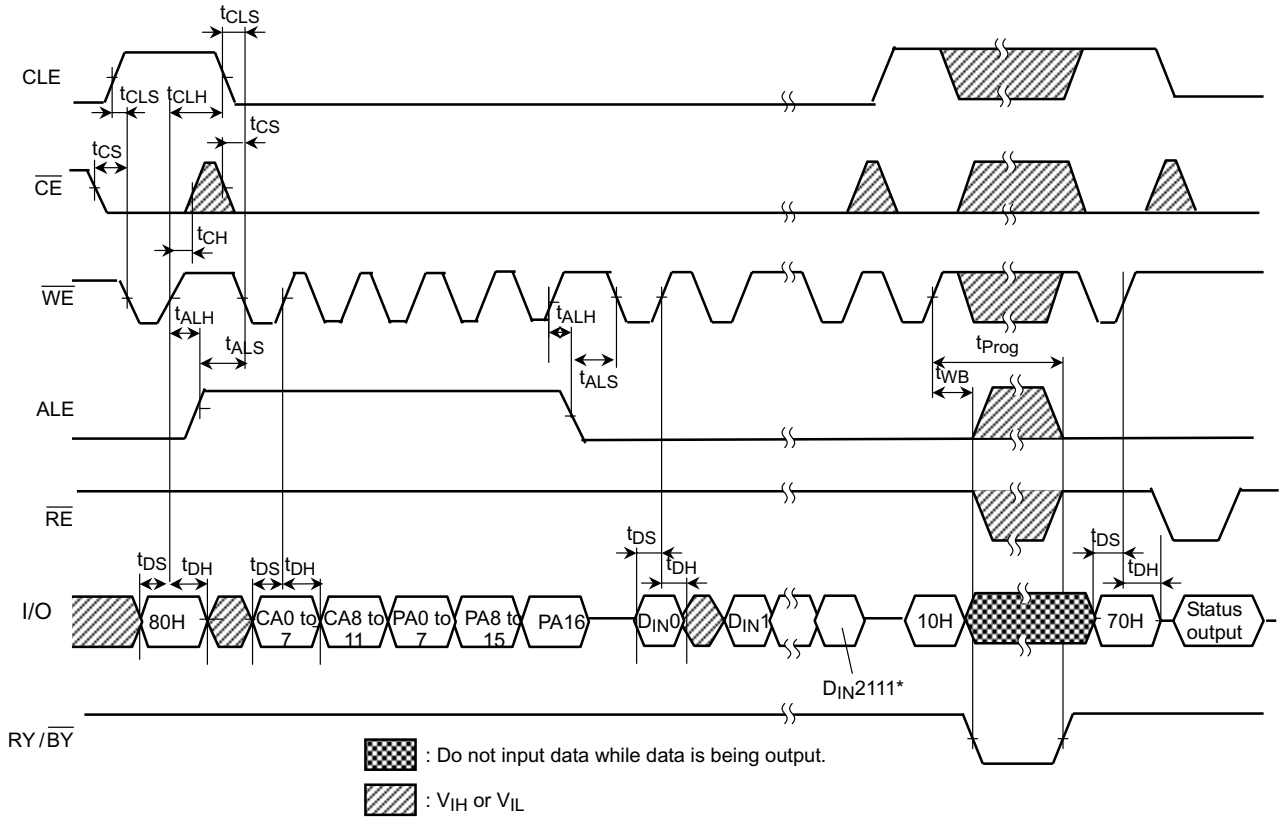 tCLS
CLE
tCLS tCLH
tCS
tCS
CE
tCH
WE
tALH tALH
tALS tALS
tProg
tWB
ALE
RE
tDS tDH tDS tDH tDS tDH tDS tDH
I/O 80H CA0 to 7 CA8 to 11 PA0 to 7 PA8 to 15 PA16 DIN0 DIN1 10H 70H Status output
DIN2111*
RY/BY
: Do not input data while data is being output.
: VIH or VIL